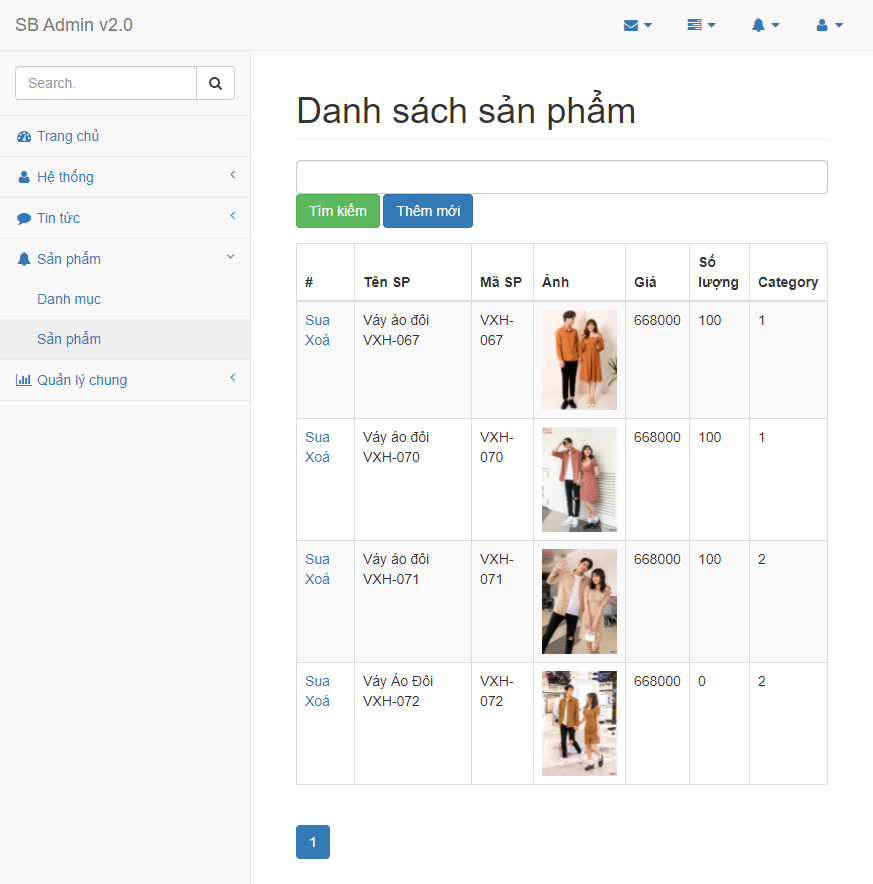 SB Admin v2.0
Search.
Trang chủ
Hệ thống
Tin tức
Sản phẩm
Danh mục
Sản phẩm
Quản lý chung
Danh sách sản phẩm
Tìm kiếm
Thêm mới
# Tên SP Mã SP Ảnh Giá Số lượng Category
Sua Váy áo đôi VXH- 668000 100 1
Xoá VXH-067 067
Sua Váy áo đôi VXH- 668000 100 1
Xoá VXH-070 070
Sua Váy áo đôi VXH- 668000 100 2
Xoá VXH-071 071
Sua Váy Áo Đôi VXH- 668000 0 2
Xoá VXH-072 072
1